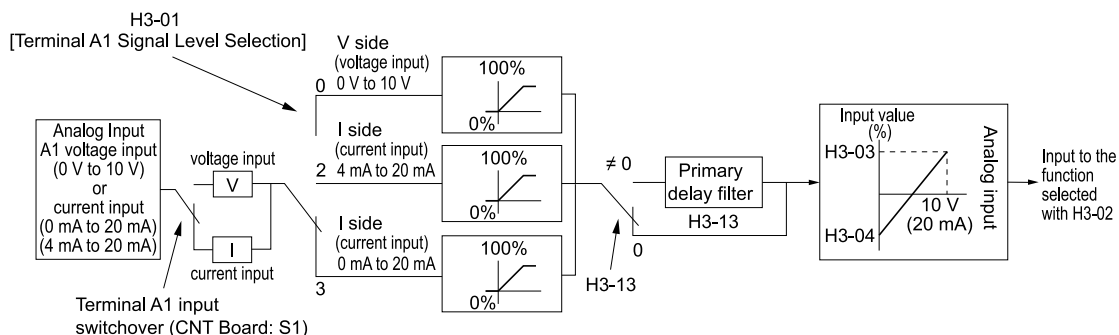 H3-01
[Terminal A1 Signal Level Selection]
Analog Input
A1 voltage input
(0 V to 10 V)
or
current input
(0 mA to 20 mA)
(4 mA to 20 mA)
voltage input
V
I
current input
Terminal A1 input
switchover (CNT Board: S1)
V side
(voltage input)
0 V to 10 V
0
I side
(current input)
4 mA to 20 mA
2
I side
(current input)
0 mA to 20 mA
3
100%
0%
100%
0%
100%
0%
≠ 0
Primary
delay filter
H3-13
0
H3-13
Input value
(%)
H3-03
10 V
(20 mA)
H3-04
Analog input
Input to the
function
selected
with H3-02